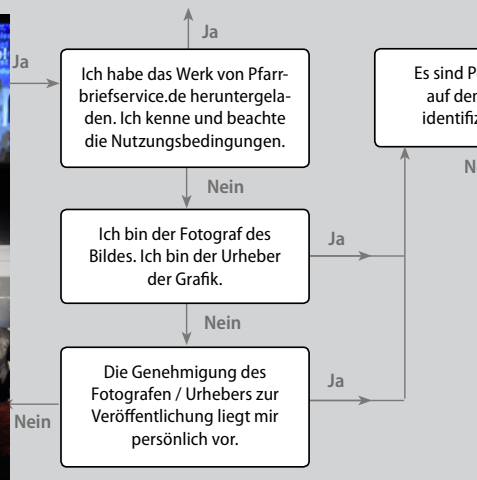 Ja
Ja
Ich habe das Werk von Pfarr-
briefservice.de heruntergela-
den. Ich kenne und beachte
die Nutzungsbedingungen.
Es sind
auf
Nein
Ich bin der Fotograf des
Bildes. Ich bin der Urheber
der Grafik.
Ja
Nein
Die Genehmigung des
Fotografen / Urhebers zur
Veröffentlichung liegt mir
persönlich vor.
Ja
Nein